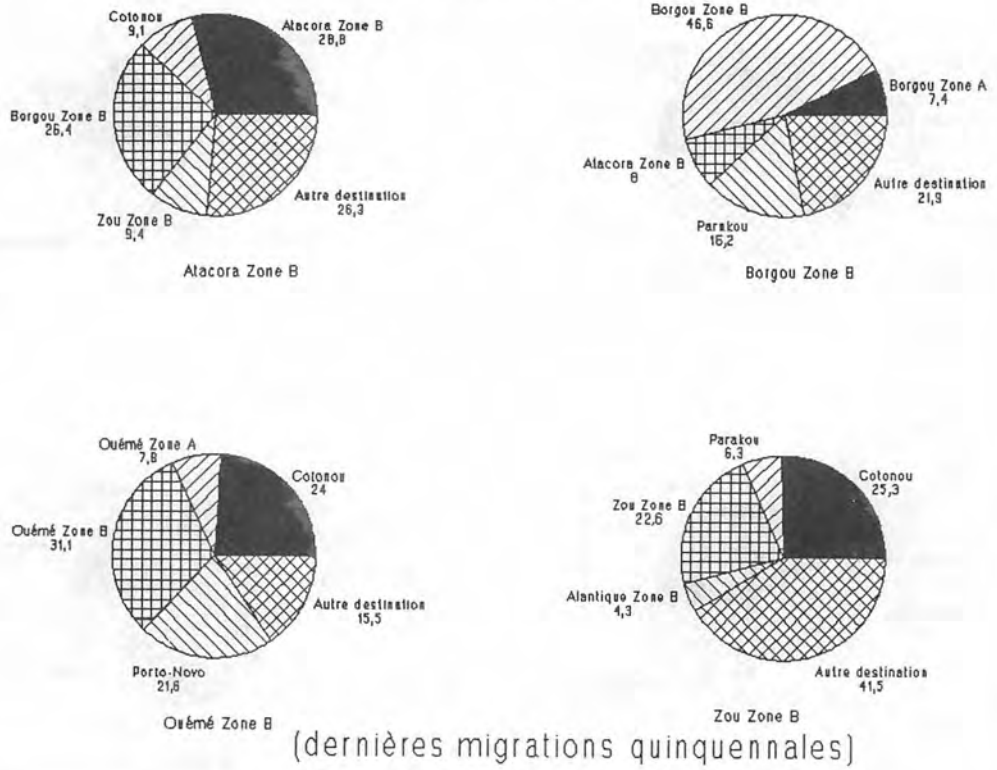 Cotonou
9,1
Atacora Zone B
28,8
Borgou Zone B
26,4
Zou Zone B
9,4
Autre destination
26,3
Atacora Zone B
Borgou Zone B
46,6
Borgou Zone A
7,4
Atacora Zone B
8
Parakou
16,2
Autre destination
21,9
Borgou Zone B
Ouémé Zone A
7,8
Cotonou
24
Ouémé Zone B
31,1
Autre destination
15,5
Porto-Novo
21,6
Ouémé Zone B
Parakou
6,3
Cotonou
25,3
Zou Zone B
22,6
Alantique Zone B
4,3
Autre destination
41,5
Zou Zone B
(dernières migrations quinquennales)